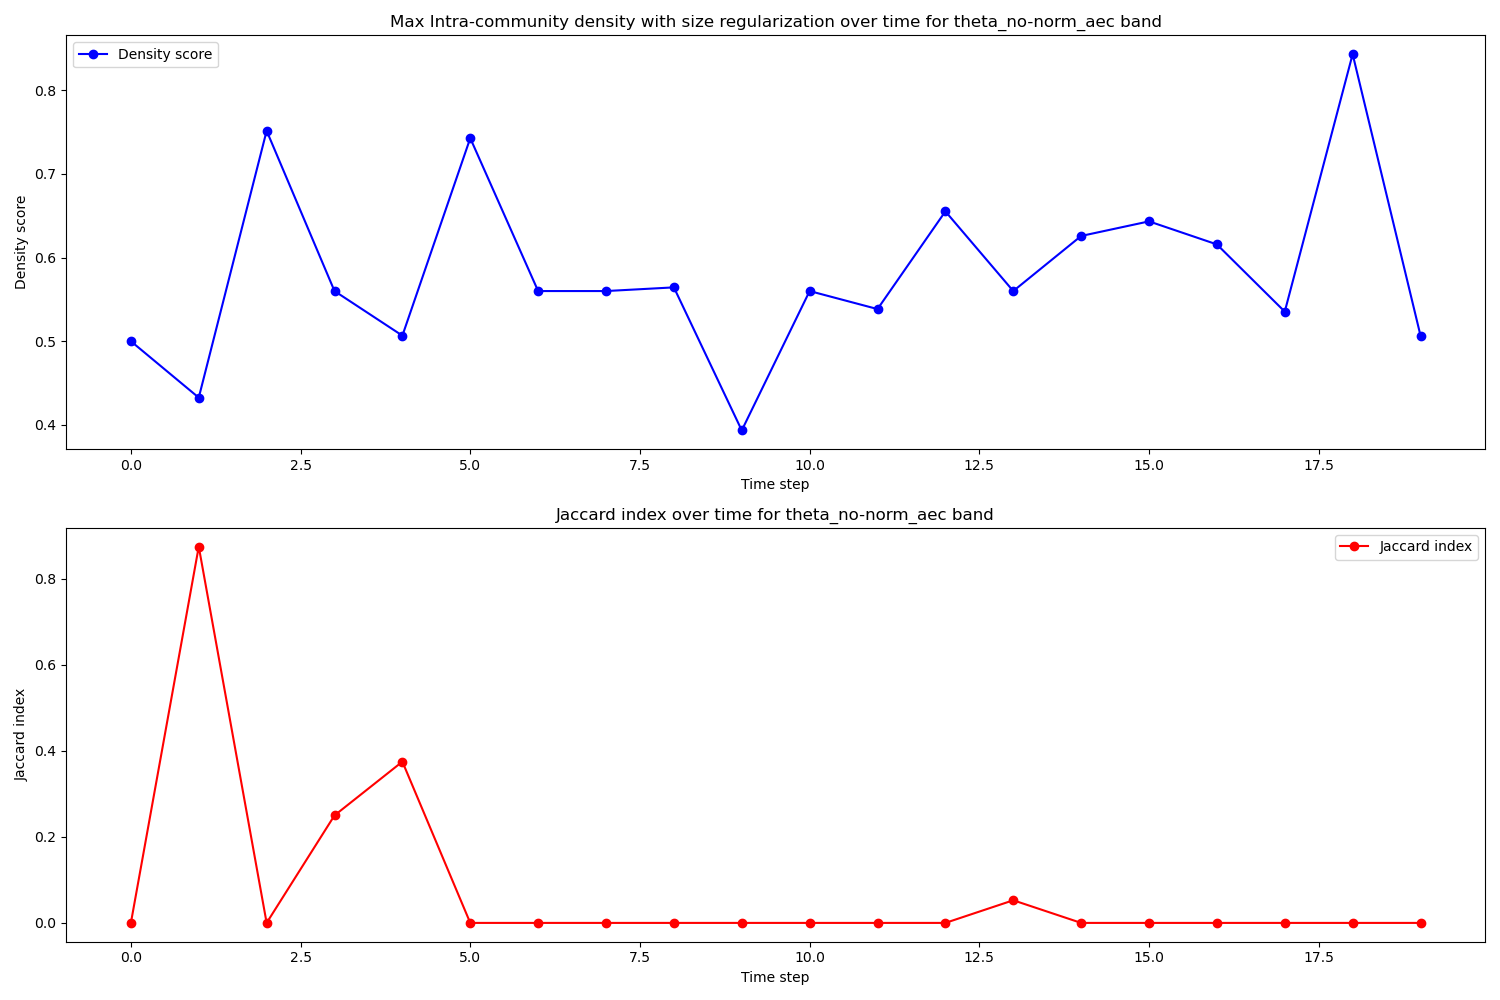 Max Intra-community density with size regularization over time for theta_no-norm_aec band
Density score
Density score
0.8
0.7
0.6
0.5
0.4
0.0 2.5 5.0 7.5 10.0 12.5 15.0 17.5
Time step
Jaccard index over time for theta_no-norm_aec band
Jaccard index
Jaccard index
0.8
0.6
0.4
0.2
0.0
0.0 2.5 5.0 7.5 10.0 12.5 15.0 17.5
Time step